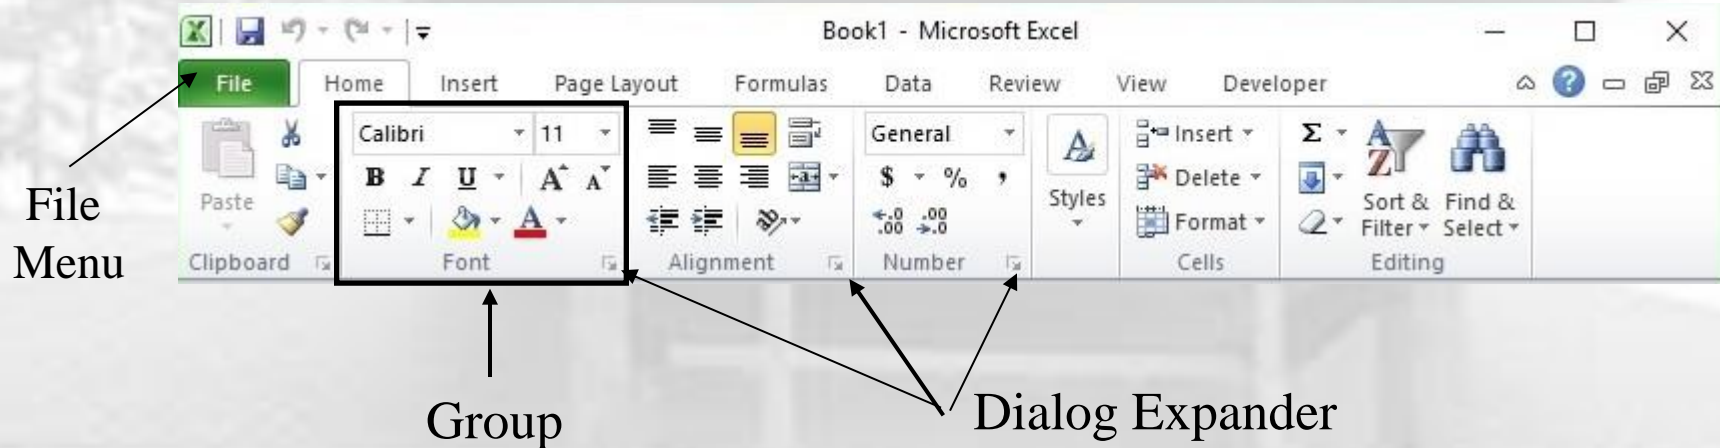 Book1 - Microsoft Excel
File Home Insert Page Layout Formulas Data Review View Developer
Calibri 11 General Insert Σ
B I U A A $ % , Delete
Paste Styles Sort & Find &
A Format Filter Select
Clipboard Font Alignment Number Cells Editing
File
Menu
Group
Dialog Expander